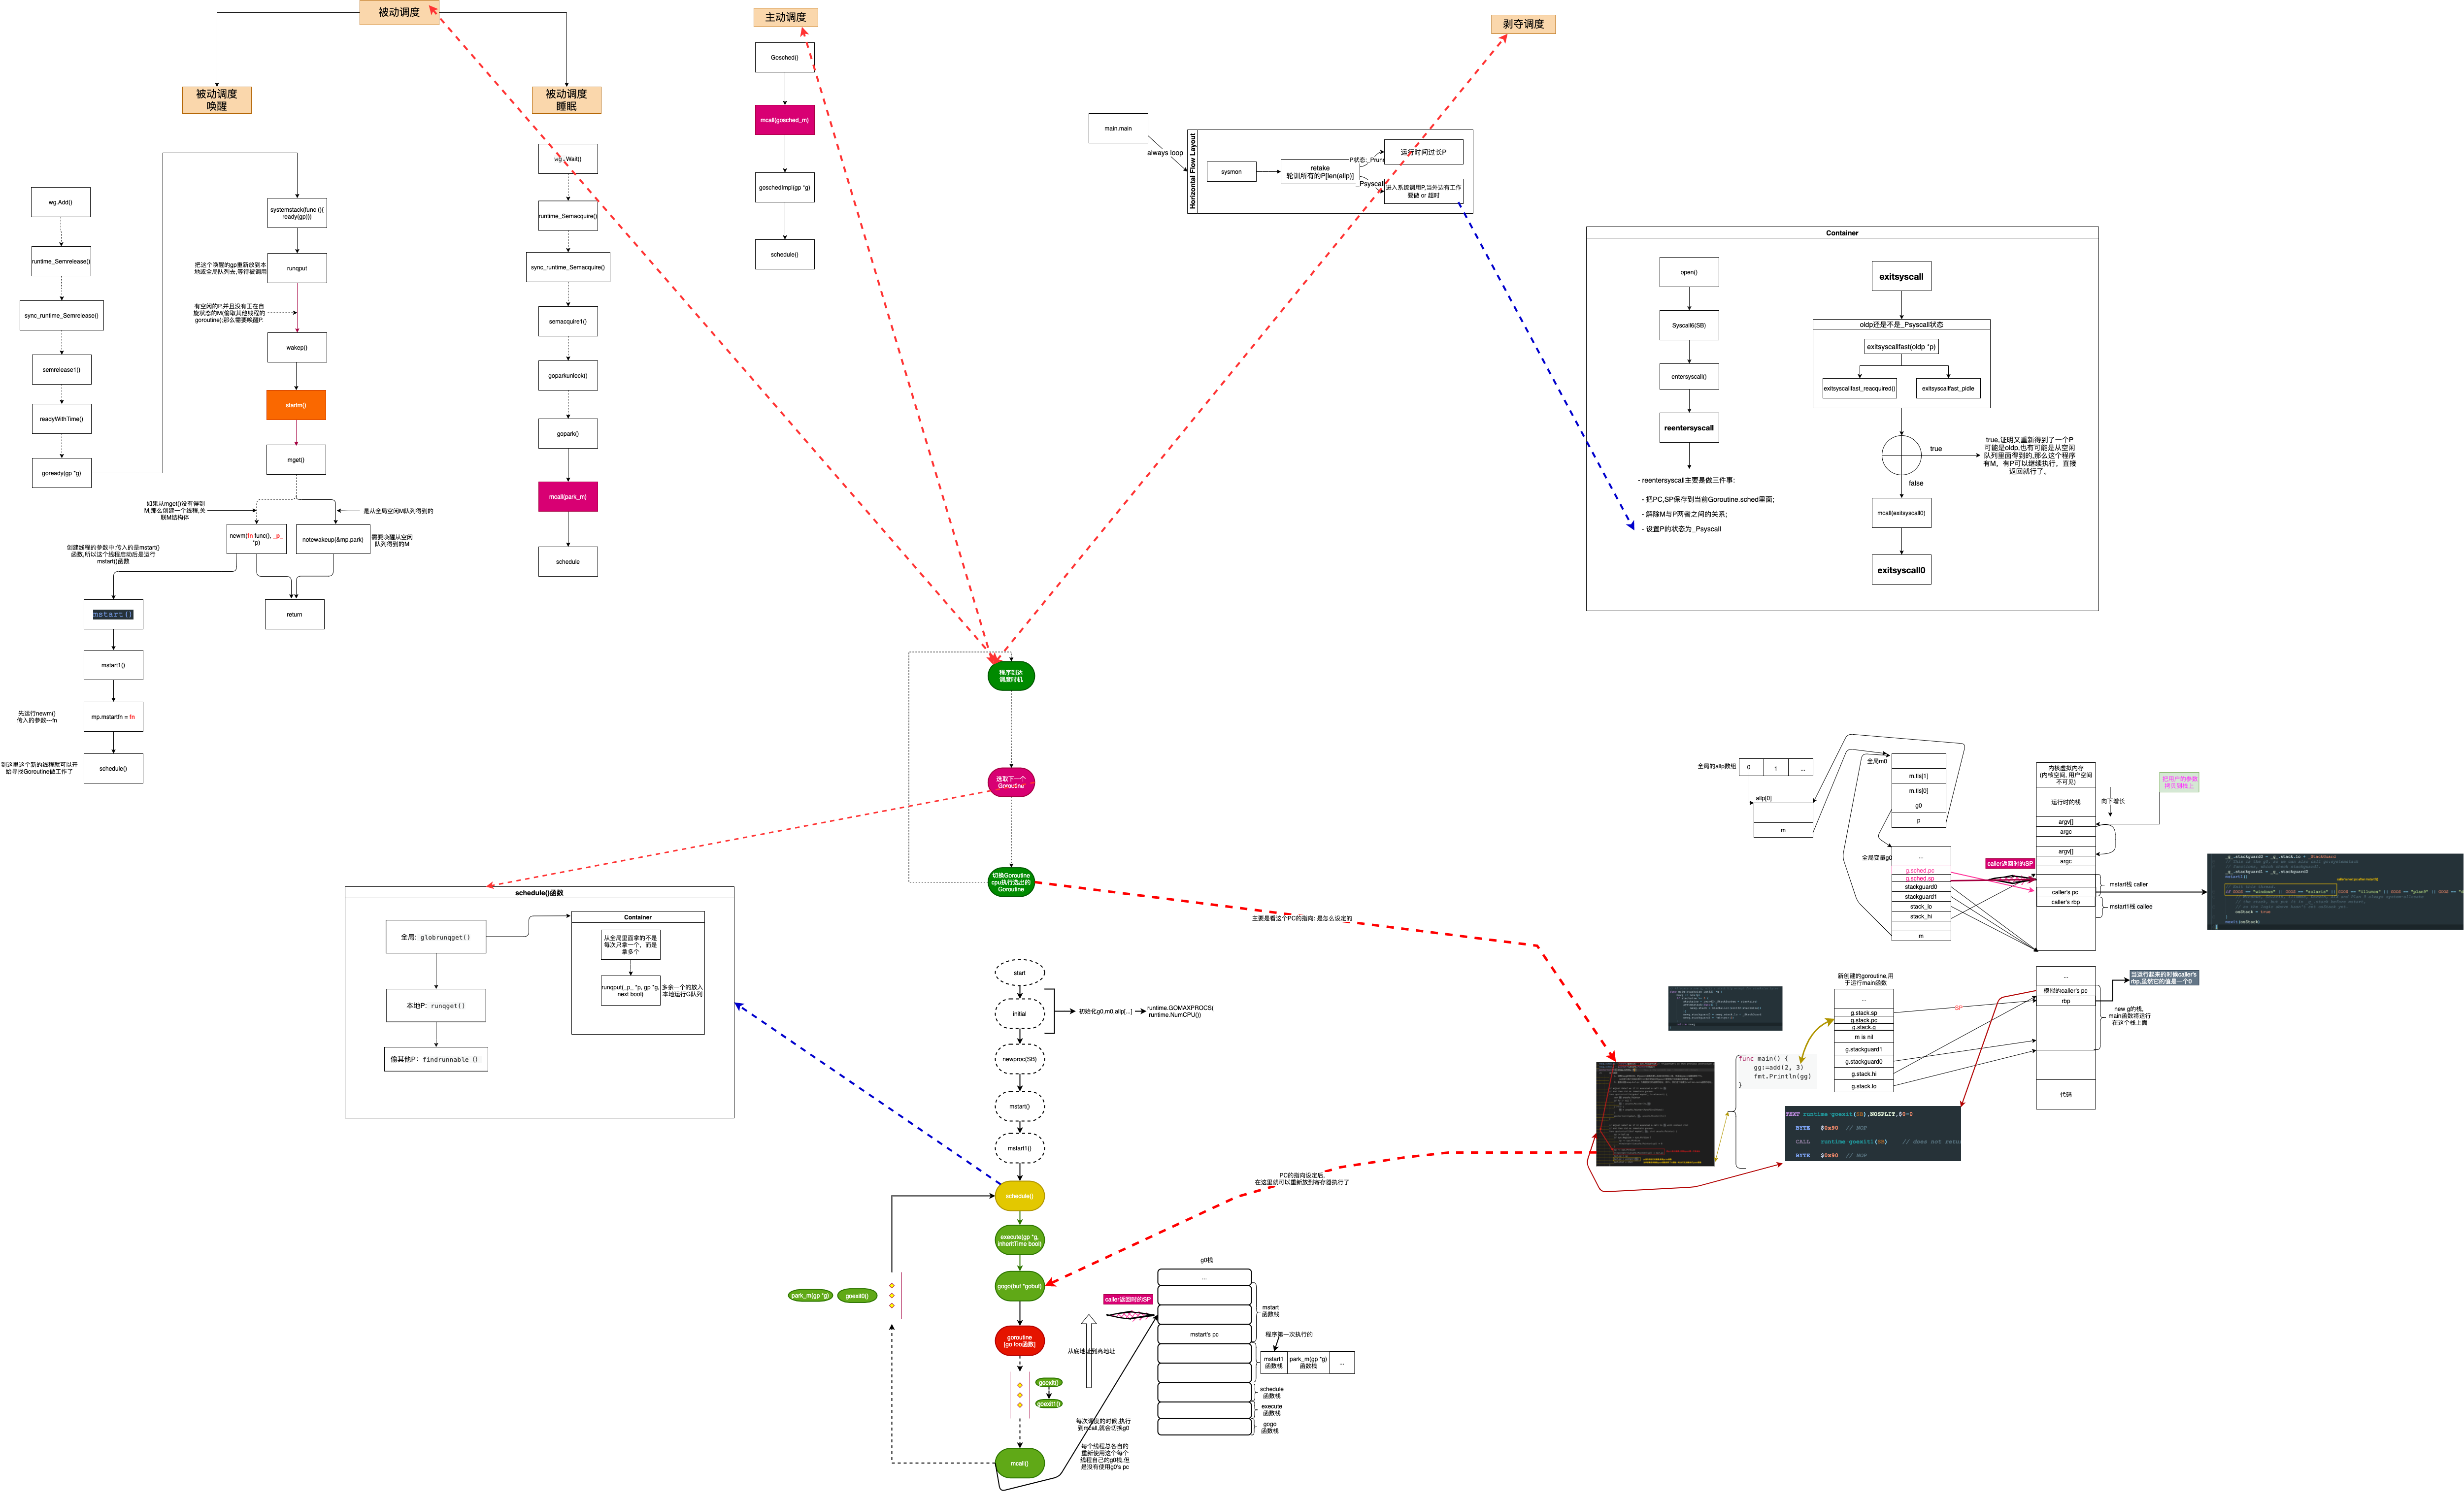 被动调度
主动调度
剥夺调度
被动调度
唤醒
被动调度
睡眠
wg.Add()
runtime_Semrelease()
sync_runtime_Semrelease()
semrelease1()
readyWithTime()
goready(gp *g)
systemstack(func (){
ready(gp)})
把这个唤醒的gp重新放到本
地或全局队列去,等待被调用
runqput
有空闲的P,并且没有正在自
旋状态的M(偷取其他线程的
goroutine);那么需要唤醒P.
wakep()
startm()
mget()
如果从mget()没有得到
M,那么创建一个线程,关
联M结构体
是从全局空闲M队列得到的
newm(fn func(), _p_
*p)
notewakeup(&mp.park)
需要唤醒从空闲
队列得到的M
创建线程的参数中:传入的是mstart()
函数,所以这个线程启动后是运行
mstart()函数
mstart()
return
mstart1()
先运行newm()
传入的参数---fn
mp.mstartfn = fn
到这里这个新的线程就可以开
始寻找Goroutine做工作了
schedule()
wg .Wait()
runtime_Semacquire()
sync_runtime_Semacquire()
semacquire1()
goparkunlock()
gopark()
mcall(park_m)
schedule
Gosched()
mcall(gosched_m)
goschedImpl(gp *g)
schedule()
main.main
always loop
Horizontal Flow Layout
sysmon
retake
轮训所有的P[len(allp)]
P状态:_Prunn
_Psyscall
运行时间过长P
进入系统调用P,当外边有工作
要做 or 超时
Container
open()
Syscall6(SB)
entersyscall()
reentersyscall
- reentersyscall主要是做三件事:
- 把PC,SP保存到当前Goroutine.sched里面;
- 解除M与P两者之间的关系;
- 设置P的状态为_Psyscall
exitsyscall
oldp还是不是_Psyscall状态
exitsyscallfast(oldp *p)
exitsyscallfast_reacquired()
exitsyscallfast_pidle
true
true,证明又重新得到了一个P
可能是oldp,也有可能是从空闲
队列里面得到的,那么这个程序
有M，有P可以继续执行，直接
返回就行了。
false
mcall(exitsyscall0)
exitsyscall0
程序到达
调度时机
选取下一个
Goroutine
切换Goroutine
cpu执行选出的
Goroutine
主要是看这个PC的指向: 是怎么设定的
schedule()函数
全局: globrunqget()
本地P: runqget()
偷其他P: findrunnable ()
Container
从全局里面拿的不是
每次只拿一个，而是
拿多个
runqput(_p_ *p, gp *g,
next bool)
多余一个的放入
本地运行G队列
start
initial
初始化g0,m0,allp[...]
runtime.GOMAXPROCS(
runtime.NumCPU())
newproc(SB)
mstart()
mstart1()
schedule()
execute(gp *g,
inheritTime bool)
gogo(buf *gobuf)
goroutine
[go foo函数]
goexit()
goexit1()
mcall()
park_m(gp *g)
goexit0()
PC的指向设定后,
在这里就可以重新放到寄存器执行了
g0栈
...
caller返回时的SP
mstart
函数栈
mstart's pc
程序第一次执行的
mstart1
函数栈
park_m(gp *g)
函数栈
...
schedule
函数栈
execute
函数栈
gogo
函数栈
从底地址到高地址
每次调度的时候,执行
到mcall,就会切换g0
每个线程总各自的
重新使用这个每个
线程自己的g0栈,但
是没有使用g0's pc
全局的allp数组
0
1
...
allp[0]
m
全局m0
m.tls[1]
m.tls[0]
g0
p
全局变量g0
...
g.sched.pc
g.sched.sp
stackguard0
stackguard1
stack_lo
stack_hi
m
caller返回时的SP
内核虚拟内存
(内核空间, 用户空间
不可见)
运行时的栈
向下增长
把用户的参数
拷贝到栈上
argv[]
argc
argv[]
argc
caller's pc
caller's rbp
mstart栈 caller
mstart1栈 callee
新创建的goroutine,用
于运行main函数
...
g.stack.sp
g.stack.pc
g.stack.g
m is nil
g.stackguard1
g.stackguard0
g.stack.hi
g.stack.lo
SP
...
模拟的caller's pc
rbp
代码
当运行起来的时候caller's
rbp,虽然它的值是一个0
new g的栈,
main函数将运行
在这个栈上面
func main() {
gg:=add(2, 3)
fmt.Println(gg)
}
TEXT runtime·goexit(SB),NOSPLIT,$0-0
BYTE $0x90 // NOP
CALL runtime·goexit1(SB) // does not retu
BYTE $0x90 // NOP